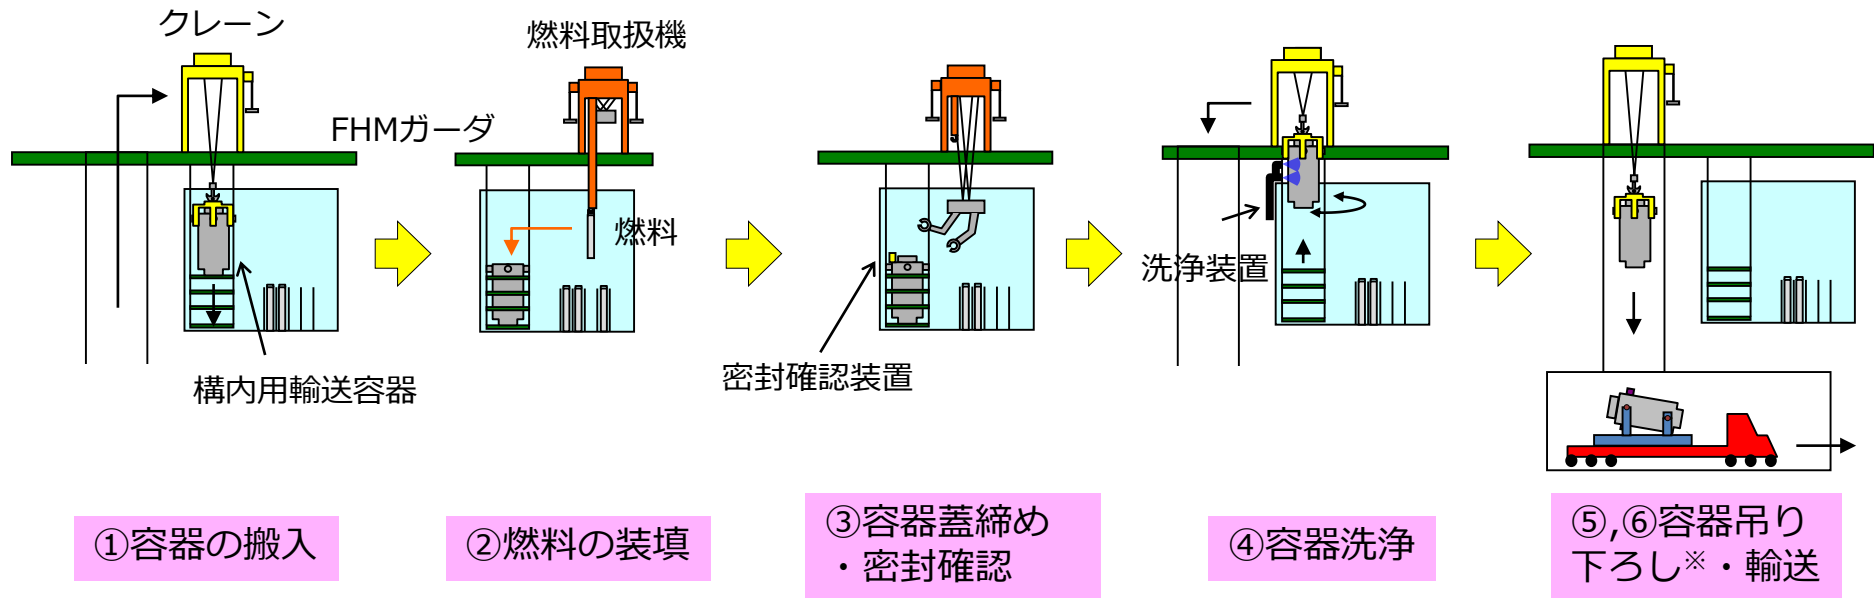 クレーン
燃料取扱機
FHMガーダ
燃料
洗浄装置
構内用輸送容器
密封確認装置
①容器の搬入
②燃料の装填
③容器蓋締め
・密封確認
④容器洗浄
⑤,⑥容器吊り
下ろし※・輸送